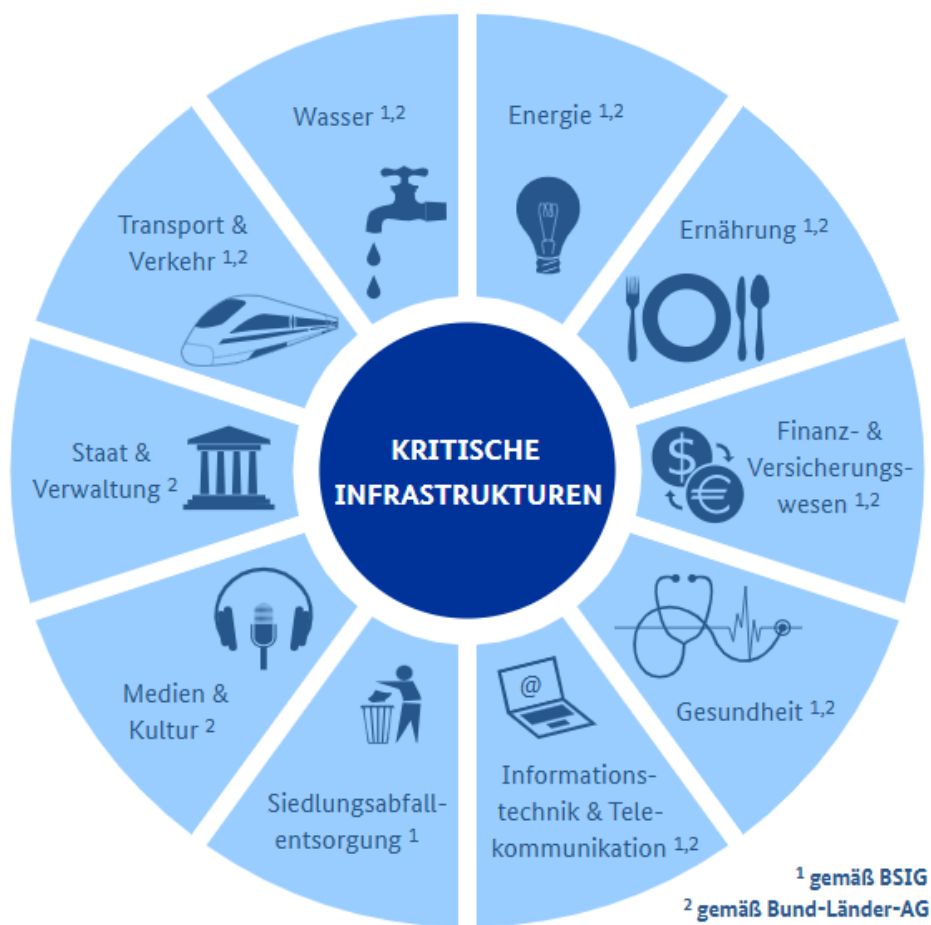 Wasser 1,2
Energie 1,2
Transport &
Verkehr 1,2
Ernährung 1,2
Staat &
Verwaltung 2
KRITISCHE
INFRASTRUKTUREN
$
€
Finanz- &
Versicherungs-
wesen 1,2
Medien &
Kultur 2
@
Gesundheit 1,2
Siedlungsabfall-
entsorgung 1
Informations-
technik & Tele-
kommunikation 1,2
1 gemäß BSIG
2 gemäß Bund-Länder-AG